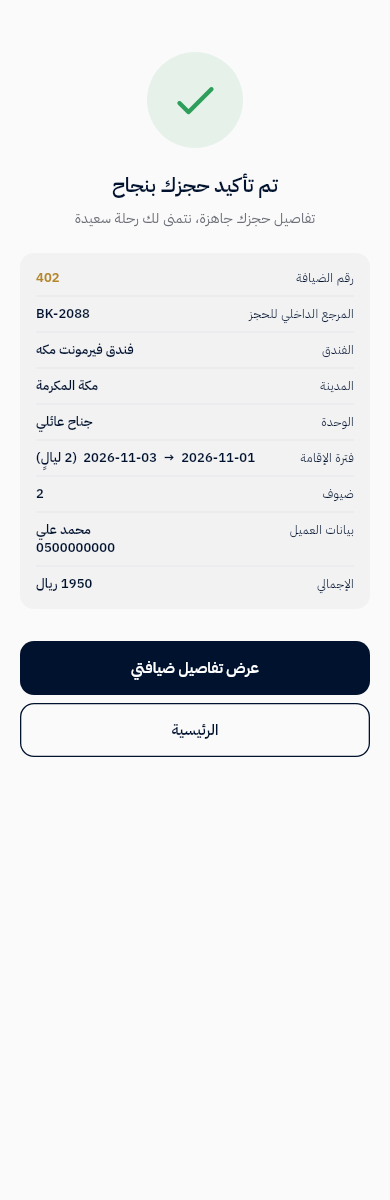 تم تأكيد حجزك بنجاح
تفاصيل حجزك جاهزة، نتمنى لك رحلة سعيدة
رقم الضيافة 402
المرجع الداخلي للحجز BK-2088
الفندق فندق فيرمونت مكه
المدينة مكة المكرمة
الوحدة جناح عائلي
فترة الإقامة 2026-11-01 → 2026-11-03 (2 ليالٍ)
ضيوف 2
بيانات العميل محمد علي
0500000000
الإجمالي 1950 ريال
عرض تفاصيل ضيافتي
الرئيسية